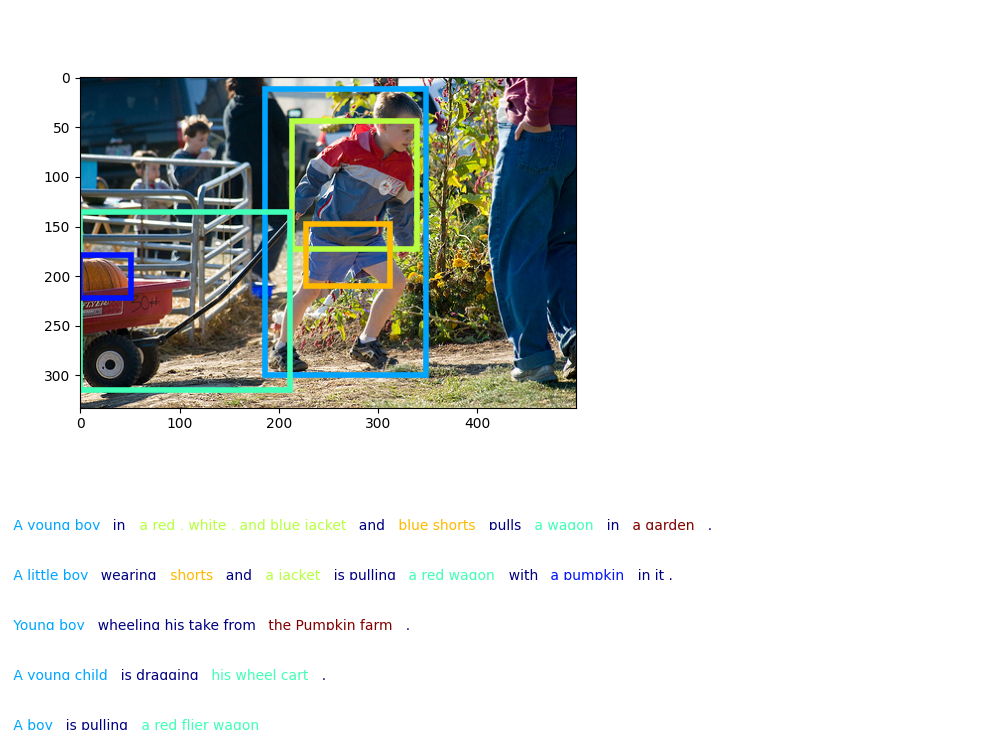 0
50
100
150
200
250
300
0 100 200 300 400
FLYER
A young boy in a red , white , and blue jacket and blue shorts pulls a wagon in a garden .
A little boy wearing shorts and a jacket is pulling a red wagon with a pumpkin in it .
Young boy wheeling his take from the Pumpkin farm .
A young child is dragging his wheel cart .
A boy is pulling a red flier wagon